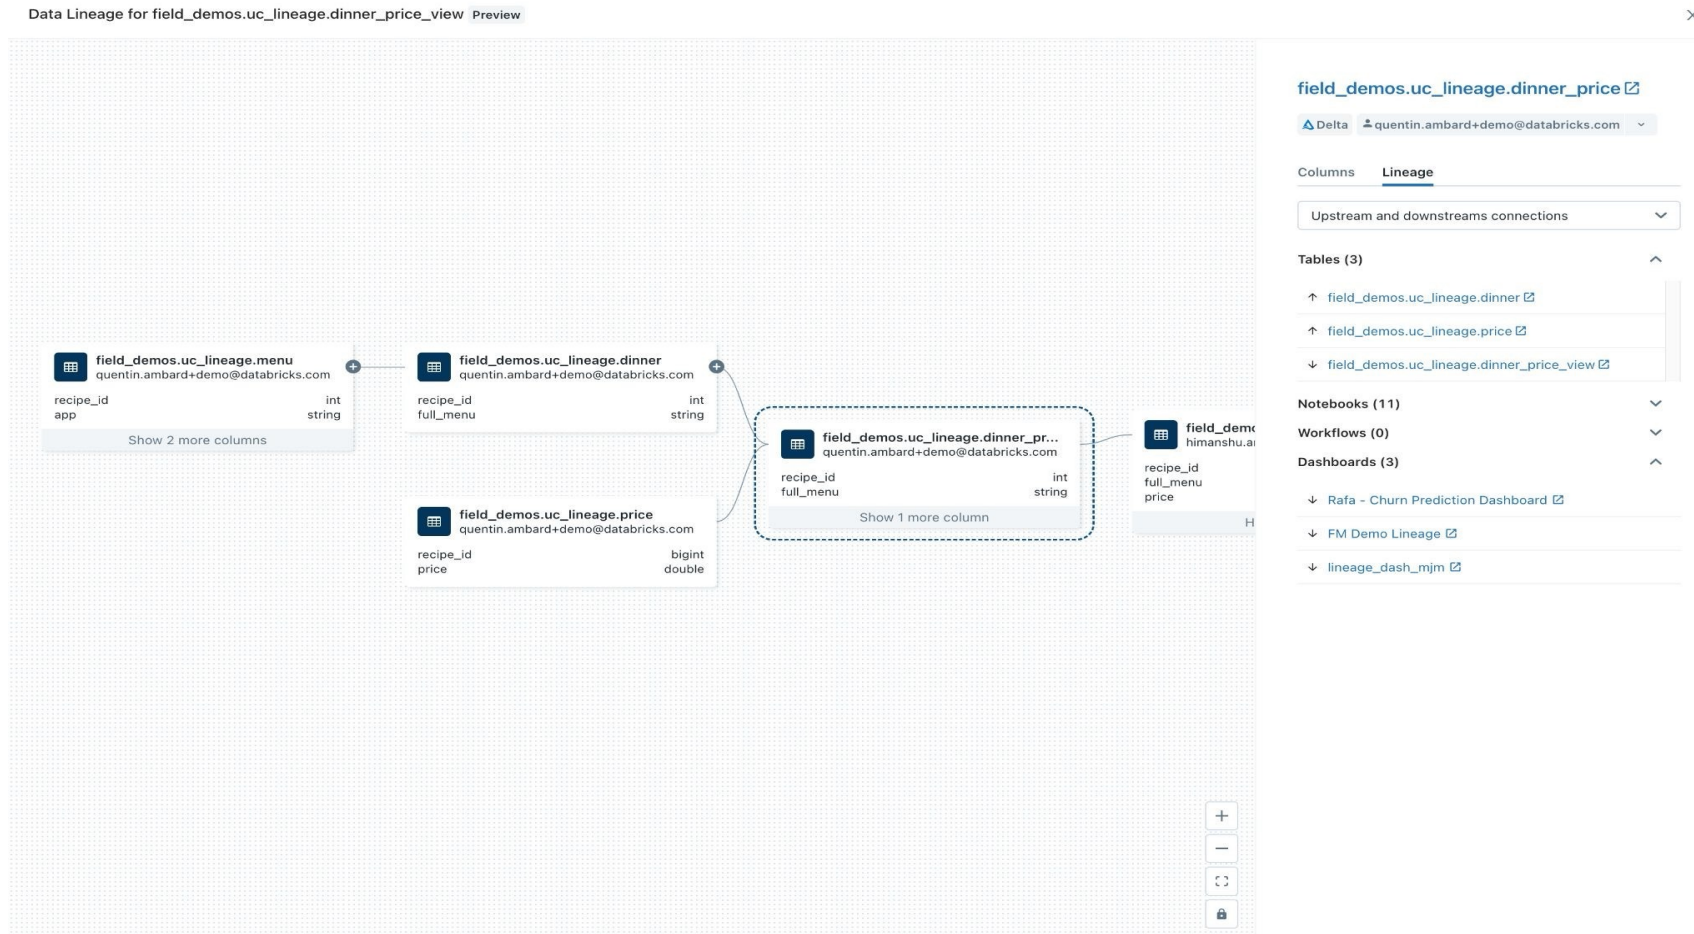 Data Lineage for field_demos.uc_lineage.dinner_price_view Preview
field_demos.uc_lineage.menu
quentin.ambard+demo@databricks.com
recipe_id int
app string
Show 2 more columns
field_demos.uc_lineage.dinner
quentin.ambard+demo@databricks.com
recipe_id int
full_menu string
field_demos.uc_lineage.price
quentin.ambard+demo@databricks.com
recipe_id bigint
price double
field_demos.uc_lineage.dinner_pr...
quentin.ambard+demo@databricks.com
recipe_id int
full_menu string
Show 1 more column
field_demo
himanshu.ar
recipe_id
full_menu
price
H
field_demos.uc_lineage.dinner_price
Delta quentin.ambard+demo@databricks.com
Columns Lineage
Upstream and downstreams connections
Tables (3)
↑ field_demos.uc_lineage.dinner
↑ field_demos.uc_lineage.price
↓ field_demos.uc_lineage.dinner_price_view
Notebooks (11)
Workflows (0)
Dashboards (3)
↓ Rafa - Churn Prediction Dashboard
↓ FM Demo Lineage
↓ lineage_dash_mjm